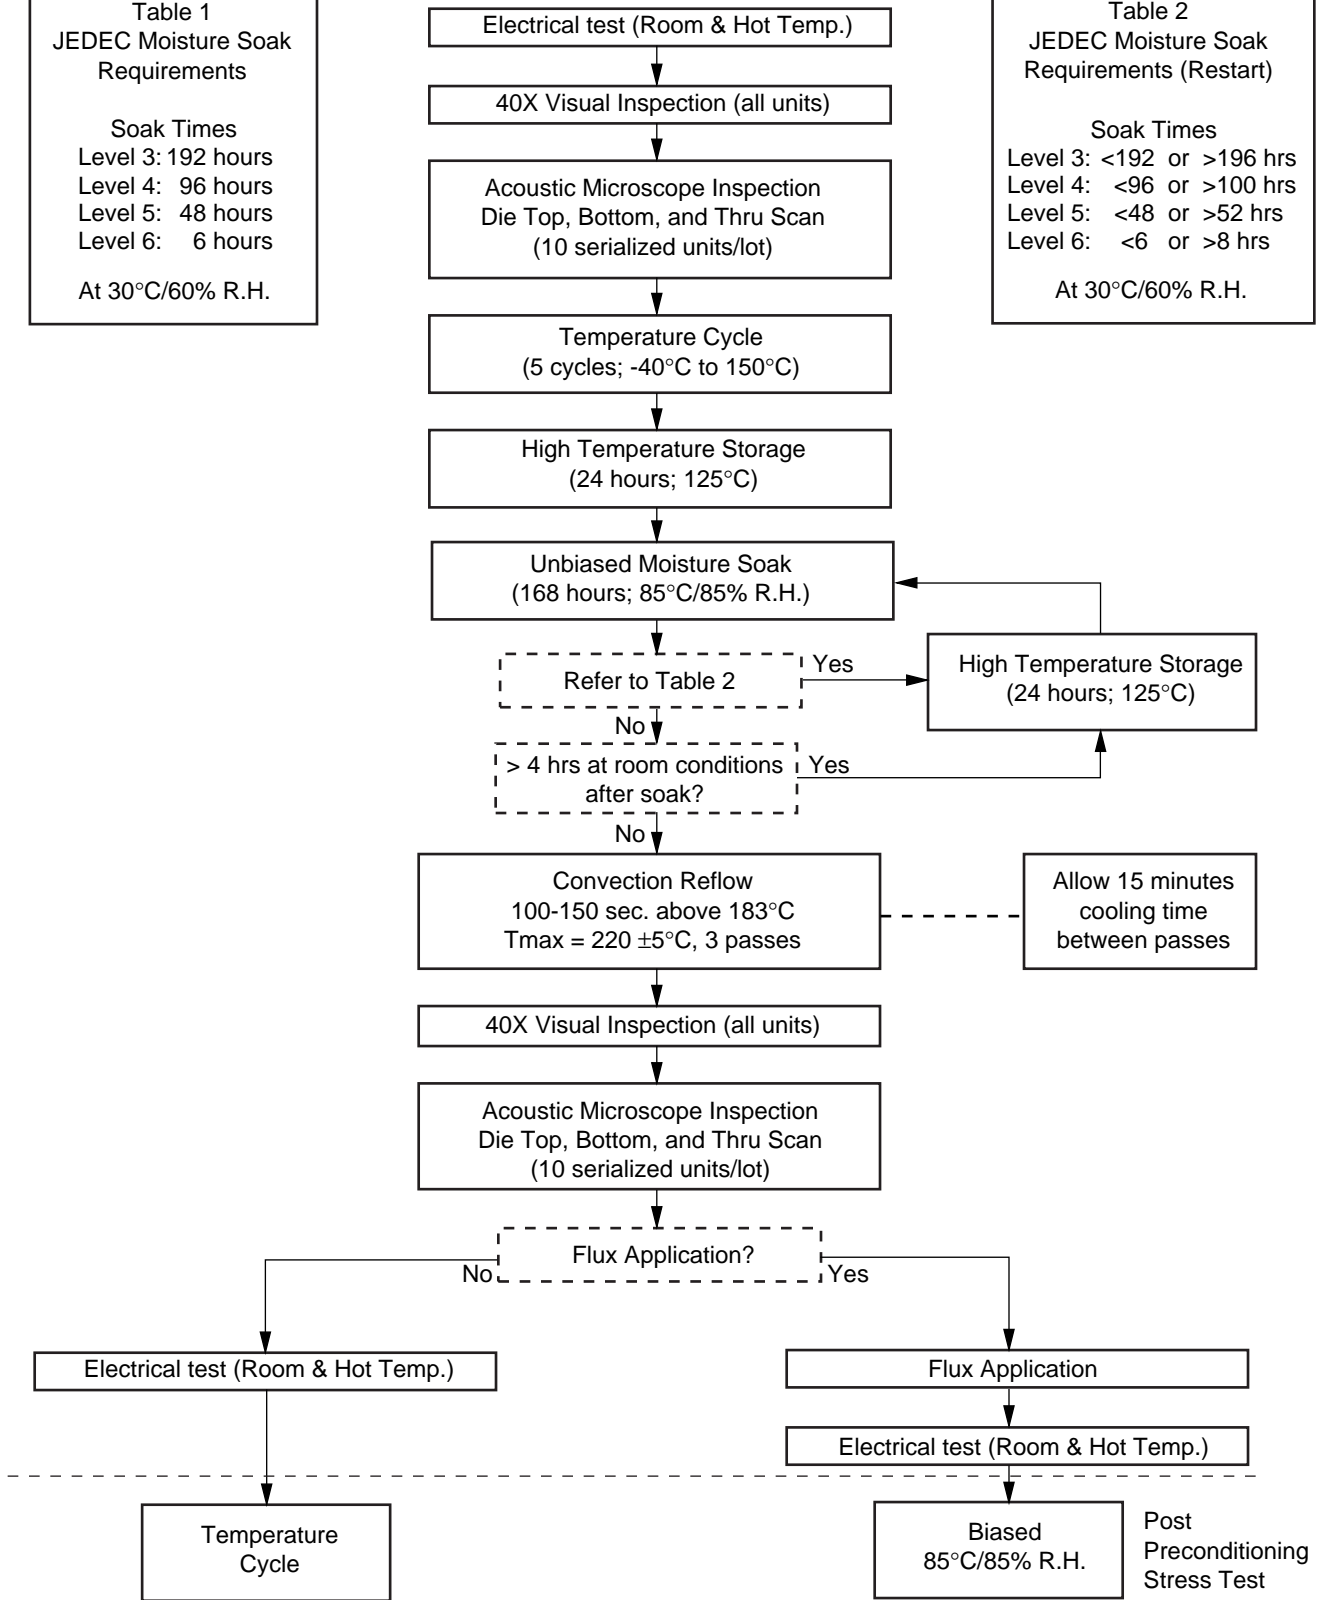 Table 1
JEDEC Moisture Soak
Requirements
Soak Times
Level 3: 192 hours
Level 4: 96 hours
Level 5: 48 hours
Level 6: 6 hours
At 30°C/60% R.H.
Electrical test (Room & Hot Temp.)
Table 2
JEDEC Moisture Soak
Requirements (Restart)
Soak Times
Level 3: <192 or >196 hrs
Level 4: <96 or >100 hrs
Level 5: <48 or >52 hrs
Level 6: <6 or >8 hrs
At 30°C/60% R.H.
40X Visual Inspection (all units)
Acoustic Microscope Inspection
Die Top, Bottom, and Thru Scan
(10 serialized units/lot)
Temperature Cycle
(5 cycles; -40°C to 150°C)
High Temperature Storage
(24 hours; 125°C)
Unbiased Moisture Soak
(168 hours; 85°C/85% R.H.)
Refer to Table 2
Yes
High Temperature Storage
(24 hours; 125°C)
No
> 4 hrs at room conditions
after soak?
Yes
No
Convection Reflow
100-150 sec. above 183°C
Tmax = 220 ±5°C, 3 passes
Allow 15 minutes
cooling time
between passes
40X Visual Inspection (all units)
Acoustic Microscope Inspection
Die Top, Bottom, and Thru Scan
(10 serialized units/lot)
Flux Application?
No
Yes
Electrical test (Room & Hot Temp.)
Flux Application
Electrical test (Room & Hot Temp.)
Temperature
Cycle
Biased
85°C/85% R.H.
Post
Preconditioning
Stress Test